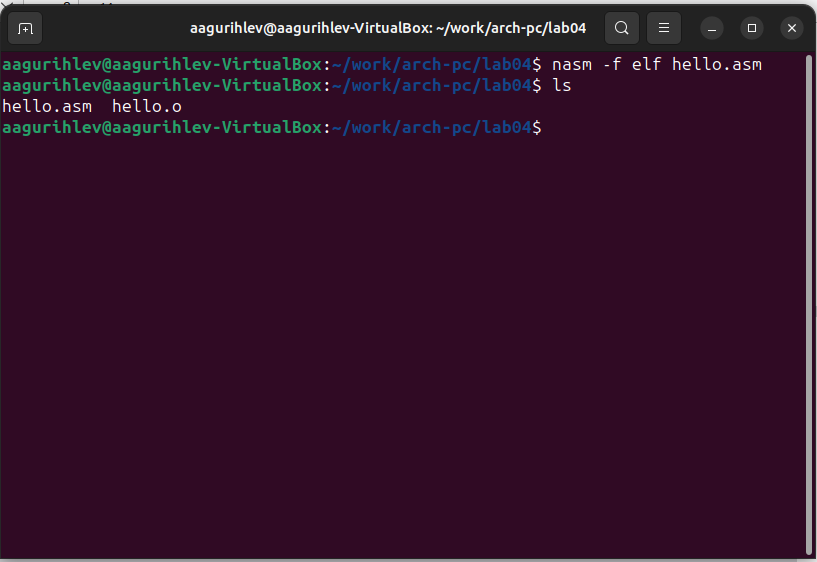 aagurihlev@aagurihlev-VirtualBox: ~/work/arch-pc/lab04
aagurihlev@aagurihlev-VirtualBox:~/work/arch-pc/lab04$ nasm -f elf hello.asm
aagurihlev@aagurihlev-VirtualBox:~/work/arch-pc/lab04$ ls
hello.asm  hello.o
aagurihlev@aagurihlev-VirtualBox:~/work/arch-pc/lab04$